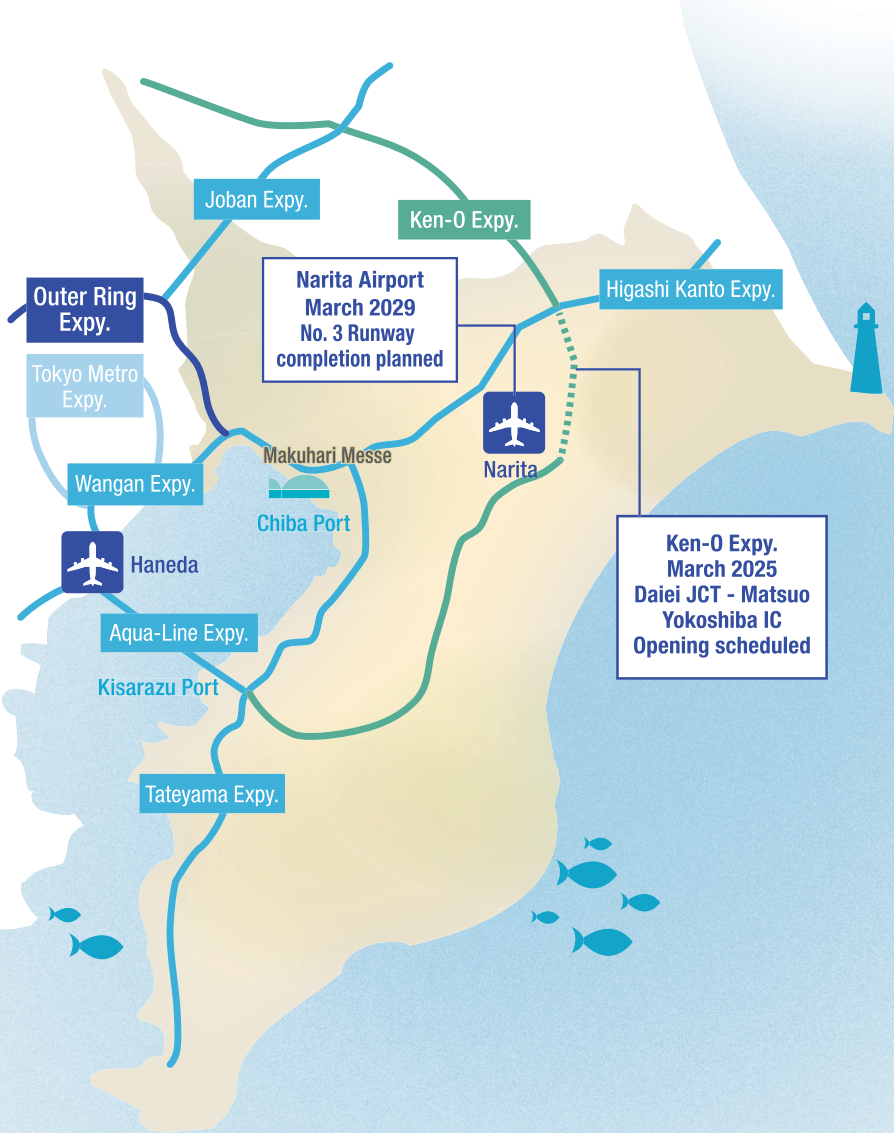 Joban Expy.
Ken-O Expy.
Narita Airport
March 2029
No. 3 Runway
completion planned
Higashi Kanto Expy.
Outer Ring
Expy.
Tokyo Metro
Expy.
Makuhari Messe
Narita
Wangan Expy.
Chiba Port
Haneda
Ken-O Expy.
March 2025
Daiei JCT - Matsuo
Yokoshiba IC
Opening scheduled
Aqua-Line Expy.
Kisarazu Port
Tateyama Expy.